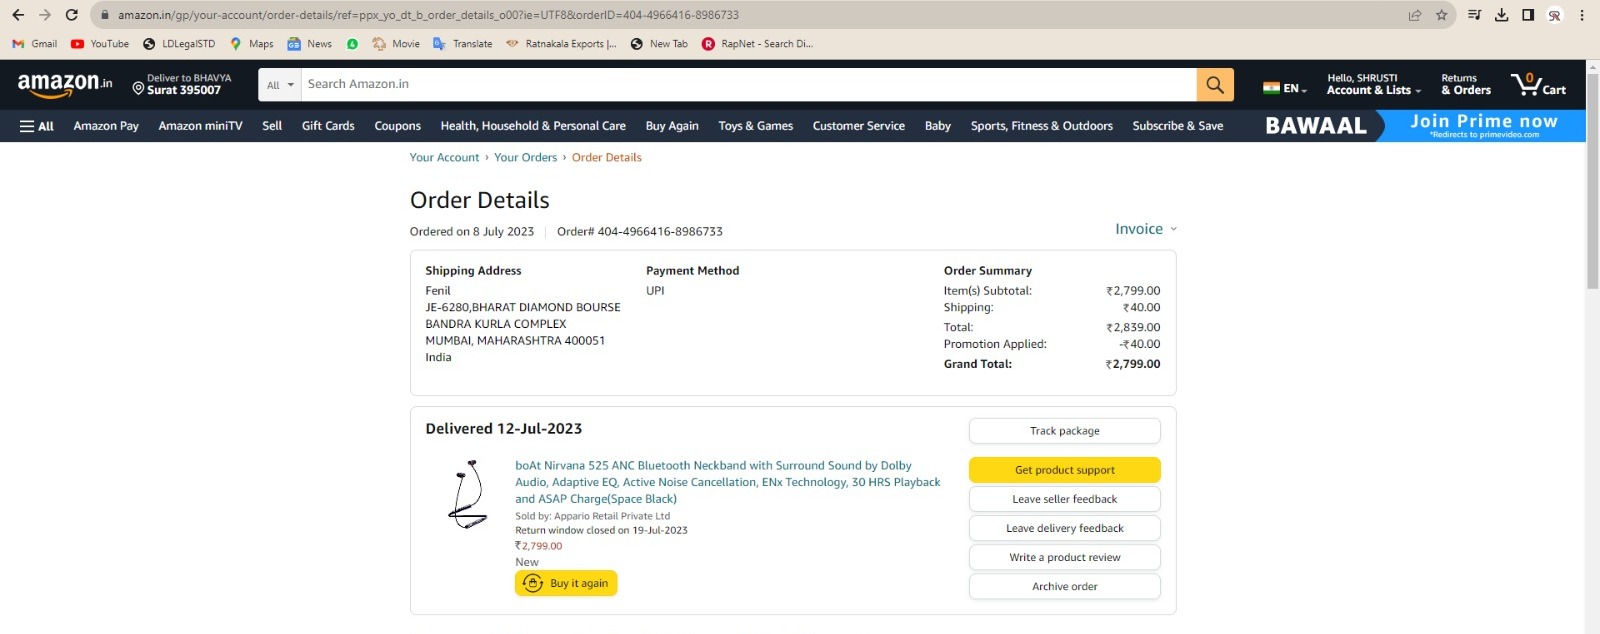 amazon.in/gp/your-account/order-details/ref=ppx_yo_dt_b_order_details_o00?ie=UTF8&orderID=404-4966416-8986733
Gmail YouTube LDLegalSTD Maps News Movie Translate Ratnakala Exports |... New Tab RapNet - Search Di...
amazon.in
Deliver to BHAVYA
Surat 395007
All
Search Amazon.in
EN
Hello, SHRUSTI
Account & Lists
Returns
& Orders
0
Cart
All Amazon Pay Amazon miniTV Sell Gift Cards Coupons Health, Household & Personal Care Buy Again Toys & Games Customer Service Baby Sports, Fitness & Outdoors Subscribe & Save
BAWAAL
Join Prime now
*Redirects to primevideo.com
Your Account › Your Orders › Order Details
Order Details
Ordered on 8 July 2023 | Order# 404-4966416-8986733
Invoice
Shipping Address
Fenil
JE-6280,BHARAT DIAMOND BOURSE
BANDRA KURLA COMPLEX
MUMBAI, MAHARASHTRA 400051
India
Payment Method
UPI
Order Summary
Item(s) Subtotal: ₹2,799.00
Shipping: ₹40.00
Total: ₹2,839.00
Promotion Applied: -₹40.00
Grand Total: ₹2,799.00
Delivered 12-Jul-2023
boAt Nirvana 525 ANC Bluetooth Neckband with Surround Sound by Dolby
Audio, Adaptive EQ, Active Noise Cancellation, ENx Technology, 30 HRS Playback
and ASAP Charge(Space Black)
Sold by: Appario Retail Private Ltd
Return window closed on 19-Jul-2023
₹2,799.00
New
Buy it again
Track package
Get product support
Leave seller feedback
Leave delivery feedback
Write a product review
Archive order